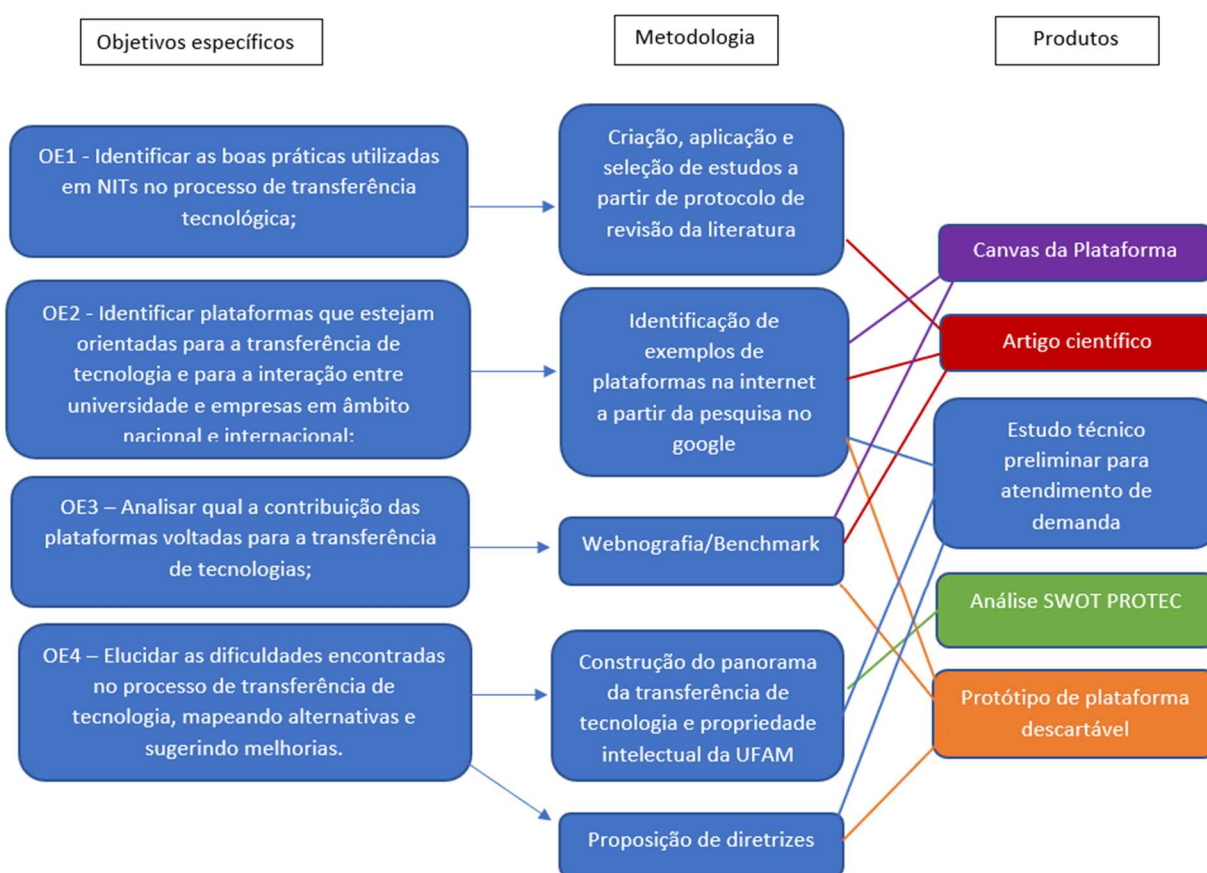 Objetivos específicos
Metodologia
Produtos
OE1 - Identificar as boas práticas utilizadas
em NITs no processo de transferência
tecnológica;
OE2 - Identificar plataformas que estejam
orientadas para a transferência de
tecnologia e para a interação entre
universidade e empresas em âmbito
nacional e internacional;
OE3 – Analisar qual a contribuição das
plataformas voltadas para a transferência
de tecnologias;
OE4 – Elucidar as dificuldades encontradas
no processo de transferência de
tecnologia, mapeando alternativas e
sugerindo melhorias.
Criação, aplicação e
seleção de estudos a
partir de protocolo de
revisão da literatura
Identificação de
exemplos de
plataformas na internet
a partir da pesquisa no
google
Webnografia/Benchmark
Construção do panorama
da transferência de
tecnologia e propriedade
intelectual da UFAM
Proposição de diretrizes
Canvas da Plataforma
Artigo científico
Estudo técnico
preliminar para
atendimento de
demanda
Análise SWOT PROTEC
Protótipo de plataforma
descartável